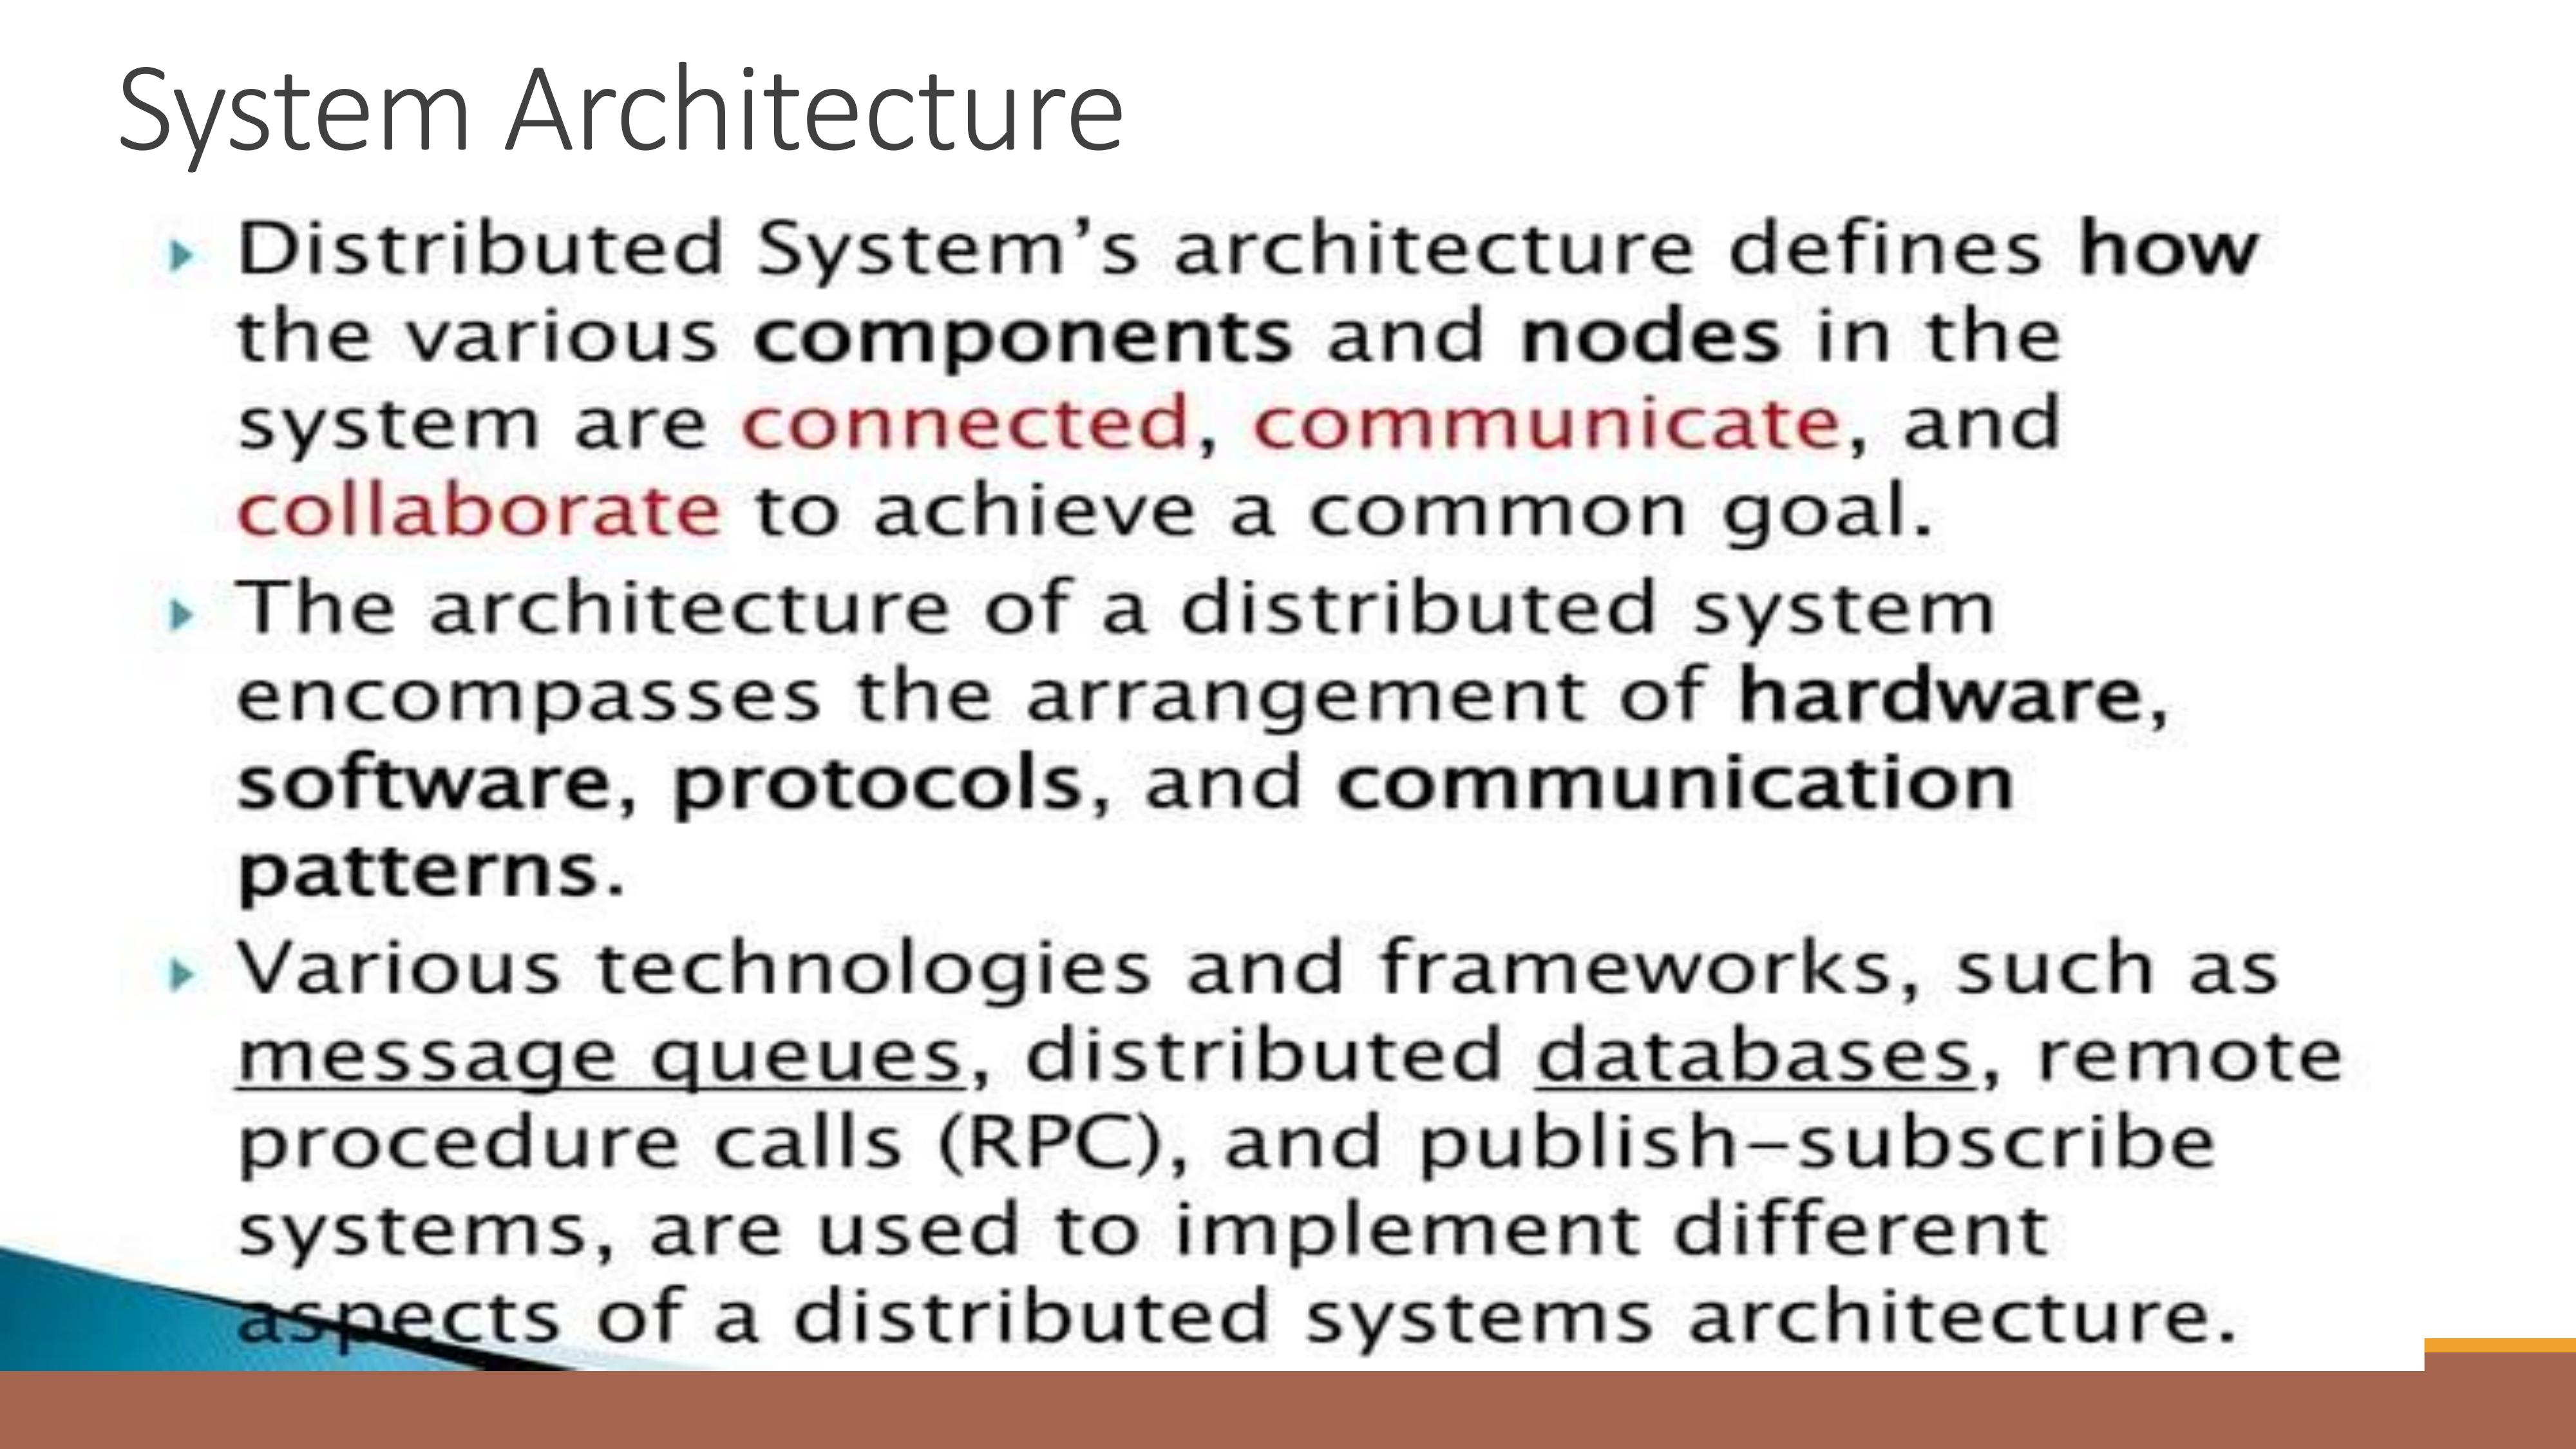 System Architecture
Distributed System’s architecture defines how
the various components and nodes in the
system are connected, communicate, and
collaborate to achieve a common goal.
The architecture of a distributed system
encompasses the arrangement of hardware,
software, protocols, and communication
patterns.
Various technologies and frameworks, such as
message queues, distributed databases, remote
procedure calls (RPC), and publish–subscribe
systems, are used to implement different
aspects of a distributed systems architecture.